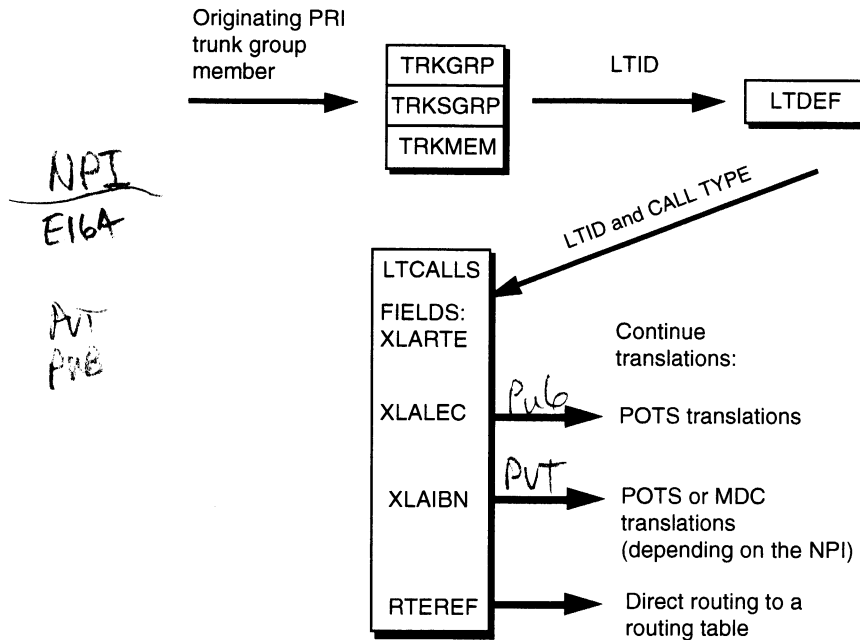 Originating PRI
trunk group
member
TRKGRP
TRKSGRP
TRKMEM
LTID
LTDEF
NPI
E164
PVT
LTID and CALL TYPE
LTCALLS
FIELDS:
XLARTE
XLALEC
XLAIBN
RTEREF
Continue
translations:
Pub
POTS translations
PVT
POTS or MDC
translations
(depending on the NPI)
Direct routing to a
routing table